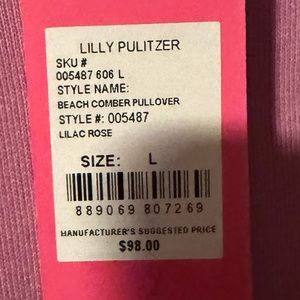 LILLY PULITZER
SKU #
005487 606 L
STYLE NAME:
BEACH COMBER PULLOVER
STYLE #: 005487
LILAC ROSE
SIZE: L
889069 807269
MANUFACTURER'S SUGGESTED PRICE
$98.00